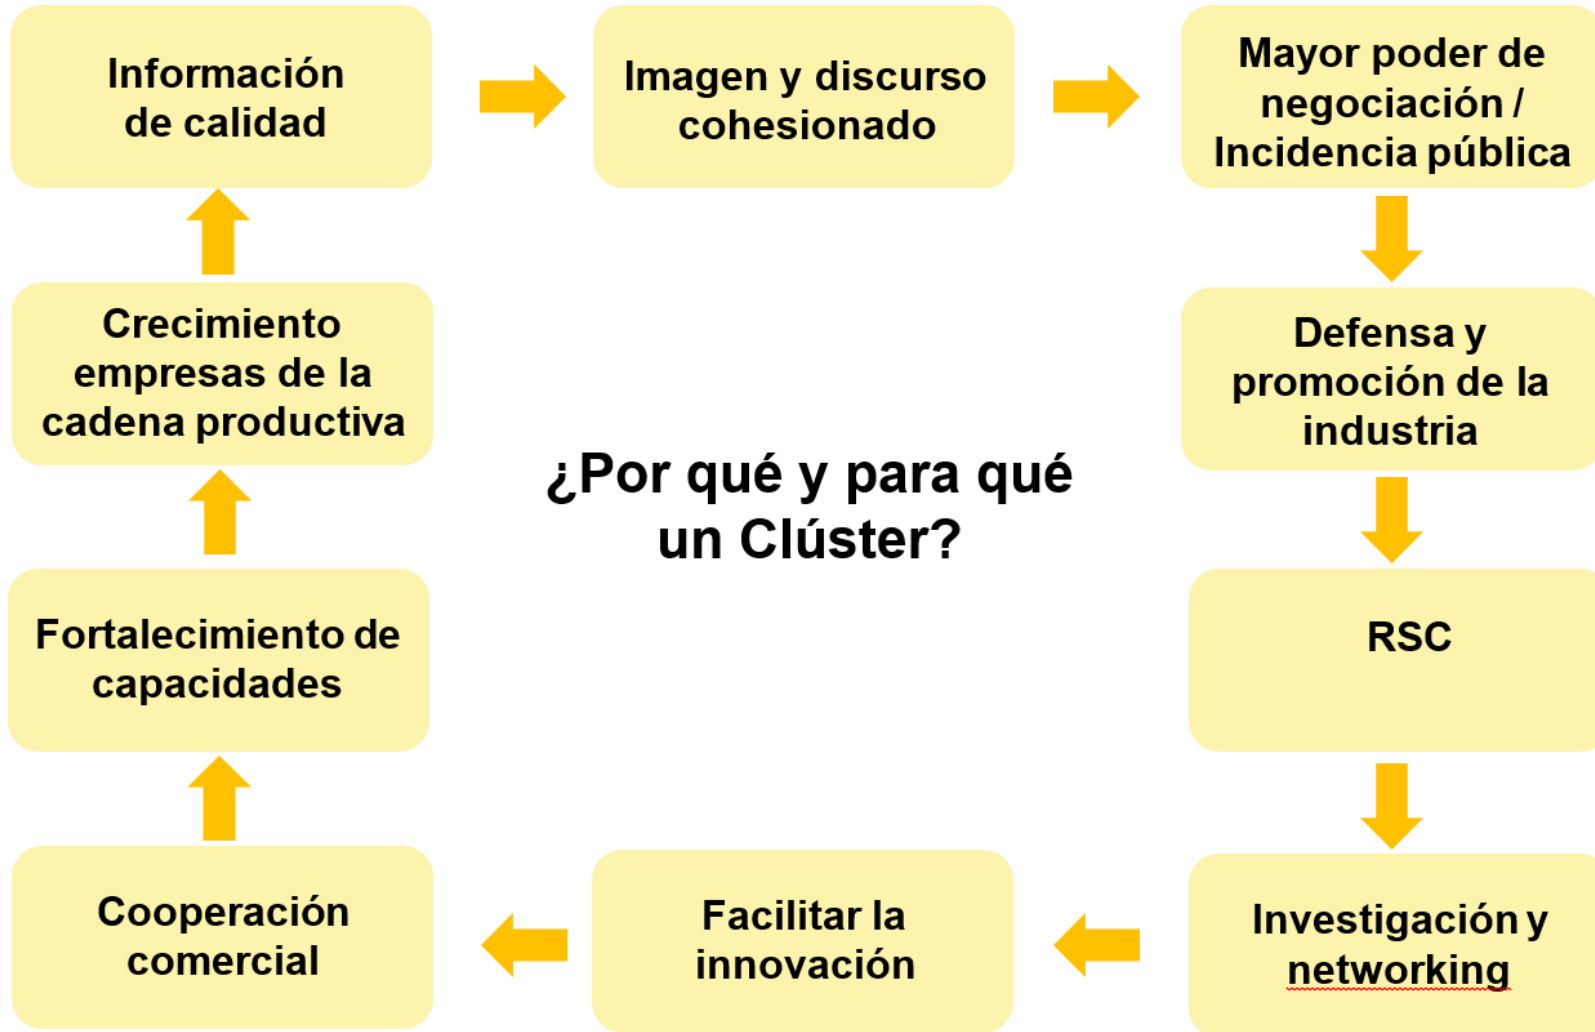 Información
de calidad
Imagen y discurso
cohesionado
Mayor poder de
negociación /
Incidencia pública
Defensa y
promoción de la
industria
RSC
Investigación y
networking
Facilitar la
innovación
Cooperación
comercial
Fortalecimiento de
capacidades
Crecimiento
empresas de la
cadena productiva
¿Por qué y para qué
un Clúster?